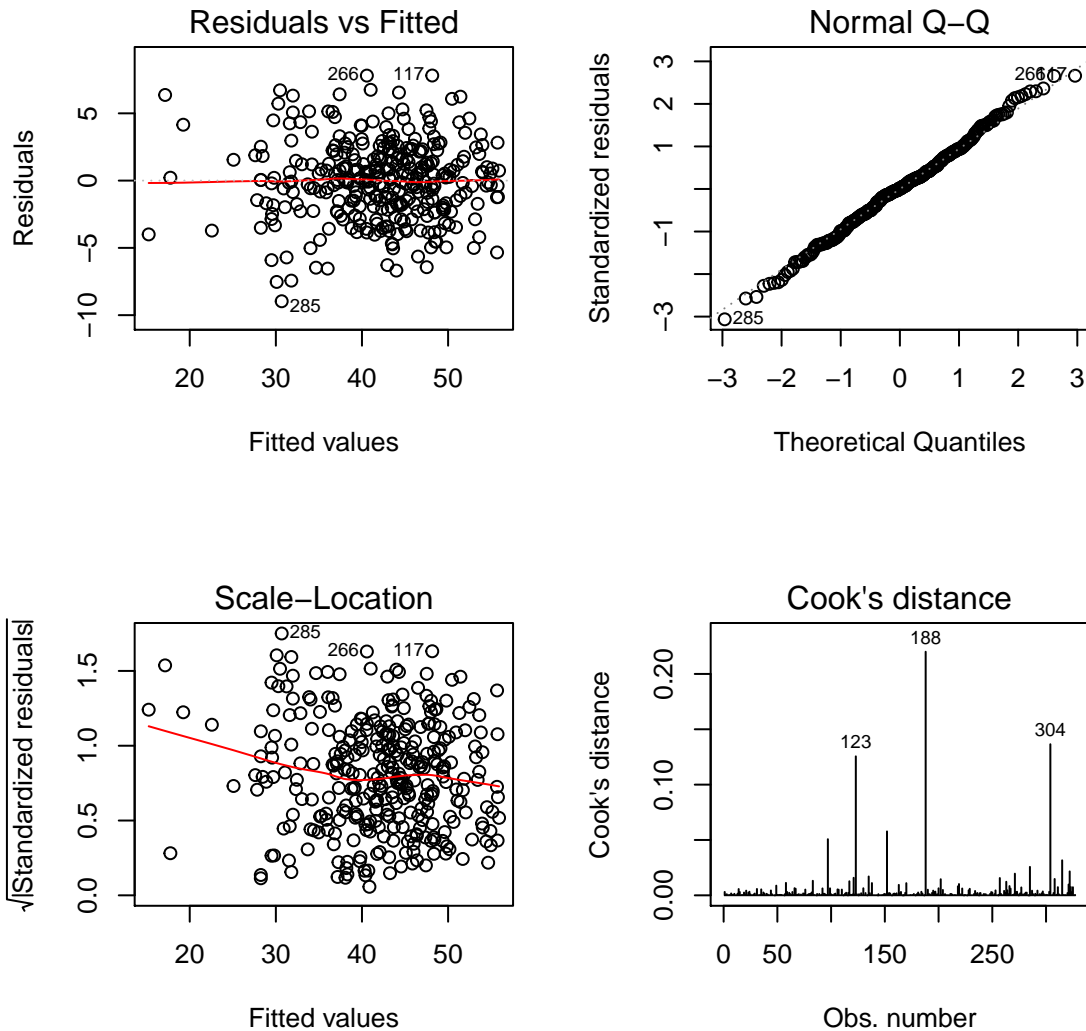 Residuals vs Fitted
Residuals
5
0
−5
−10
266
117
285
20 30 40 50
Fitted values
Normal Q−Q
Standardized residuals
3
2
1
−1
−3
266
117
285
−3 −2 −1 0 1 2 3
Theoretical Quantiles
Scale−Location
√|Standardized residuals|
1.5
1.0
0.5
0.0
285
266
117
20 30 40 50
Fitted values
Cook's distance
Cook's distance
0.20
0.10
0.00
188
123
304
0 50 150 250
Obs. number